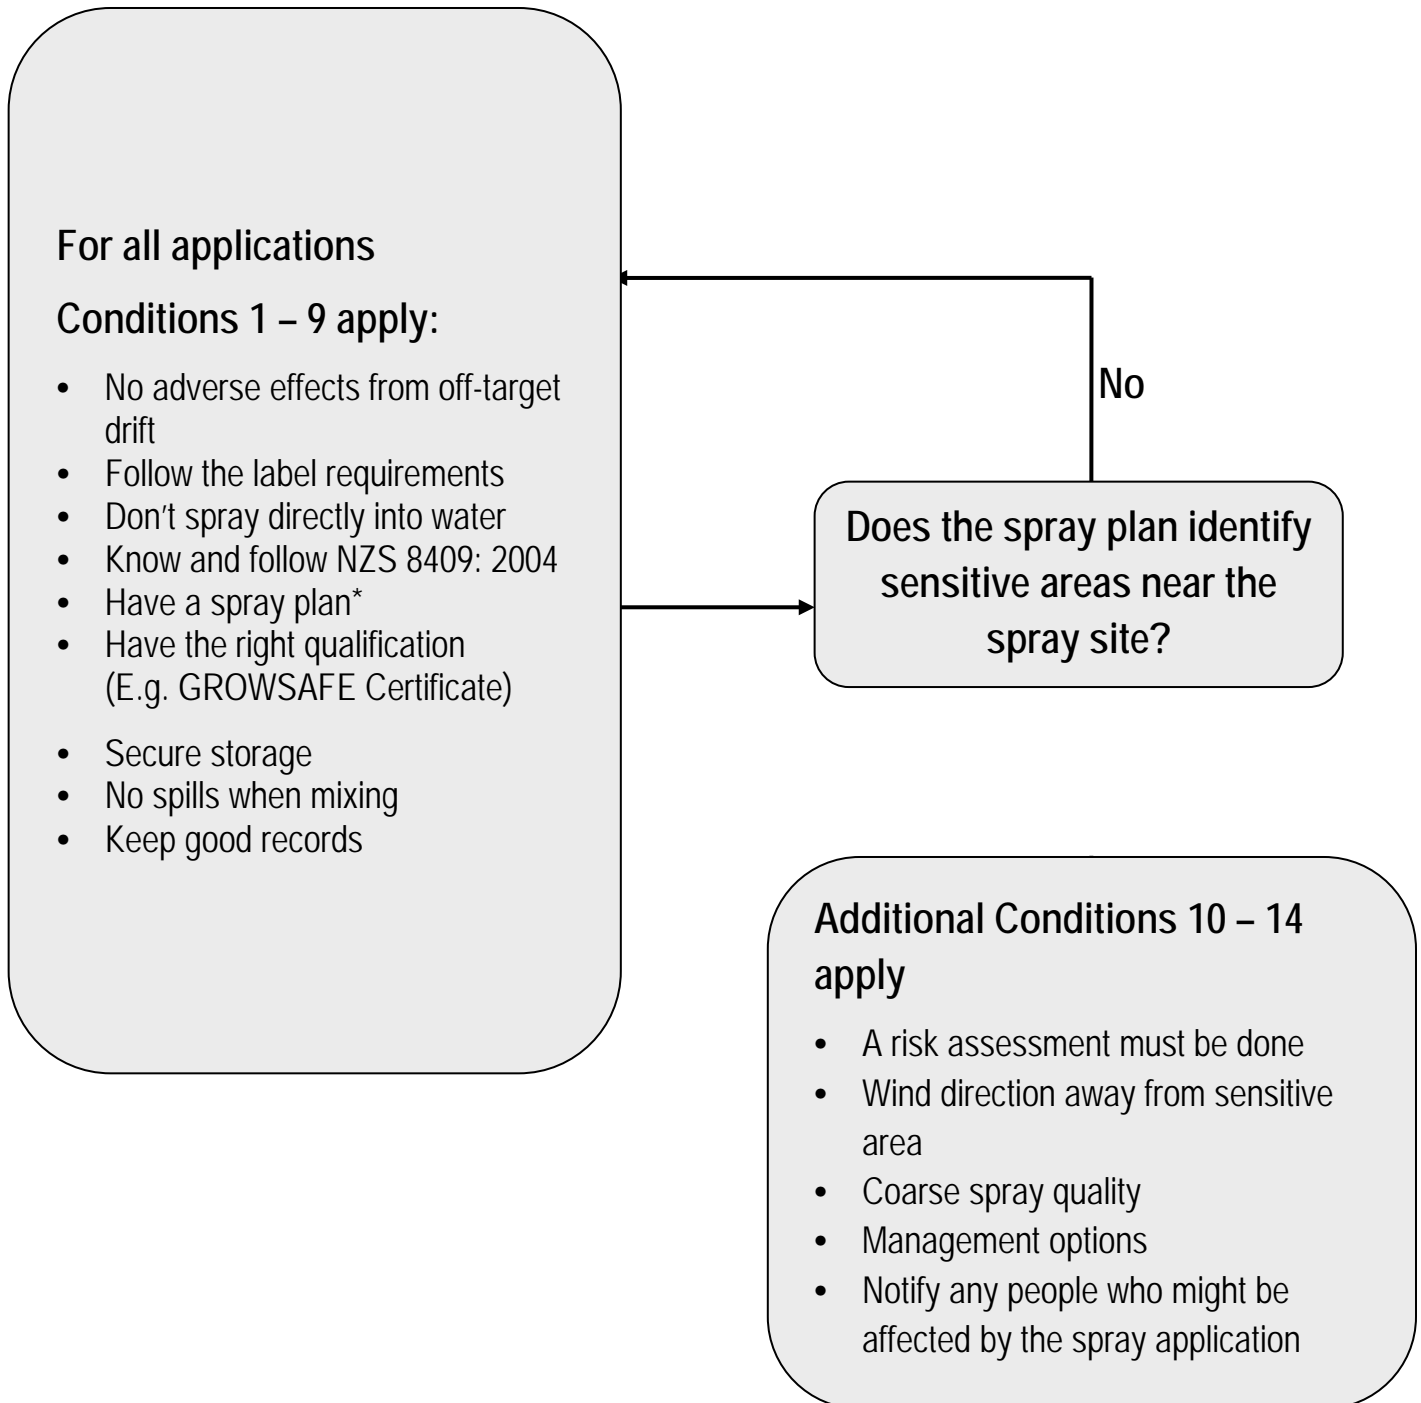 For all applications
Conditions 1 – 9 apply:
• No adverse effects from off-target
drift
• Follow the label requirements
• Don't spray directly into water
• Know and follow NZS 8409: 2004
• Have a spray plan*
• Have the right qualification
(E.g. GROWSAFE Certificate)
• Secure storage
• No spills when mixing
• Keep good records
No
Does the spray plan identify
sensitive areas near the
spray site?
Additional Conditions 10 – 14
apply
• A risk assessment must be done
• Wind direction away from sensitive
area
• Coarse spray quality
• Management options
• Notify any people who might be
affected by the spray application